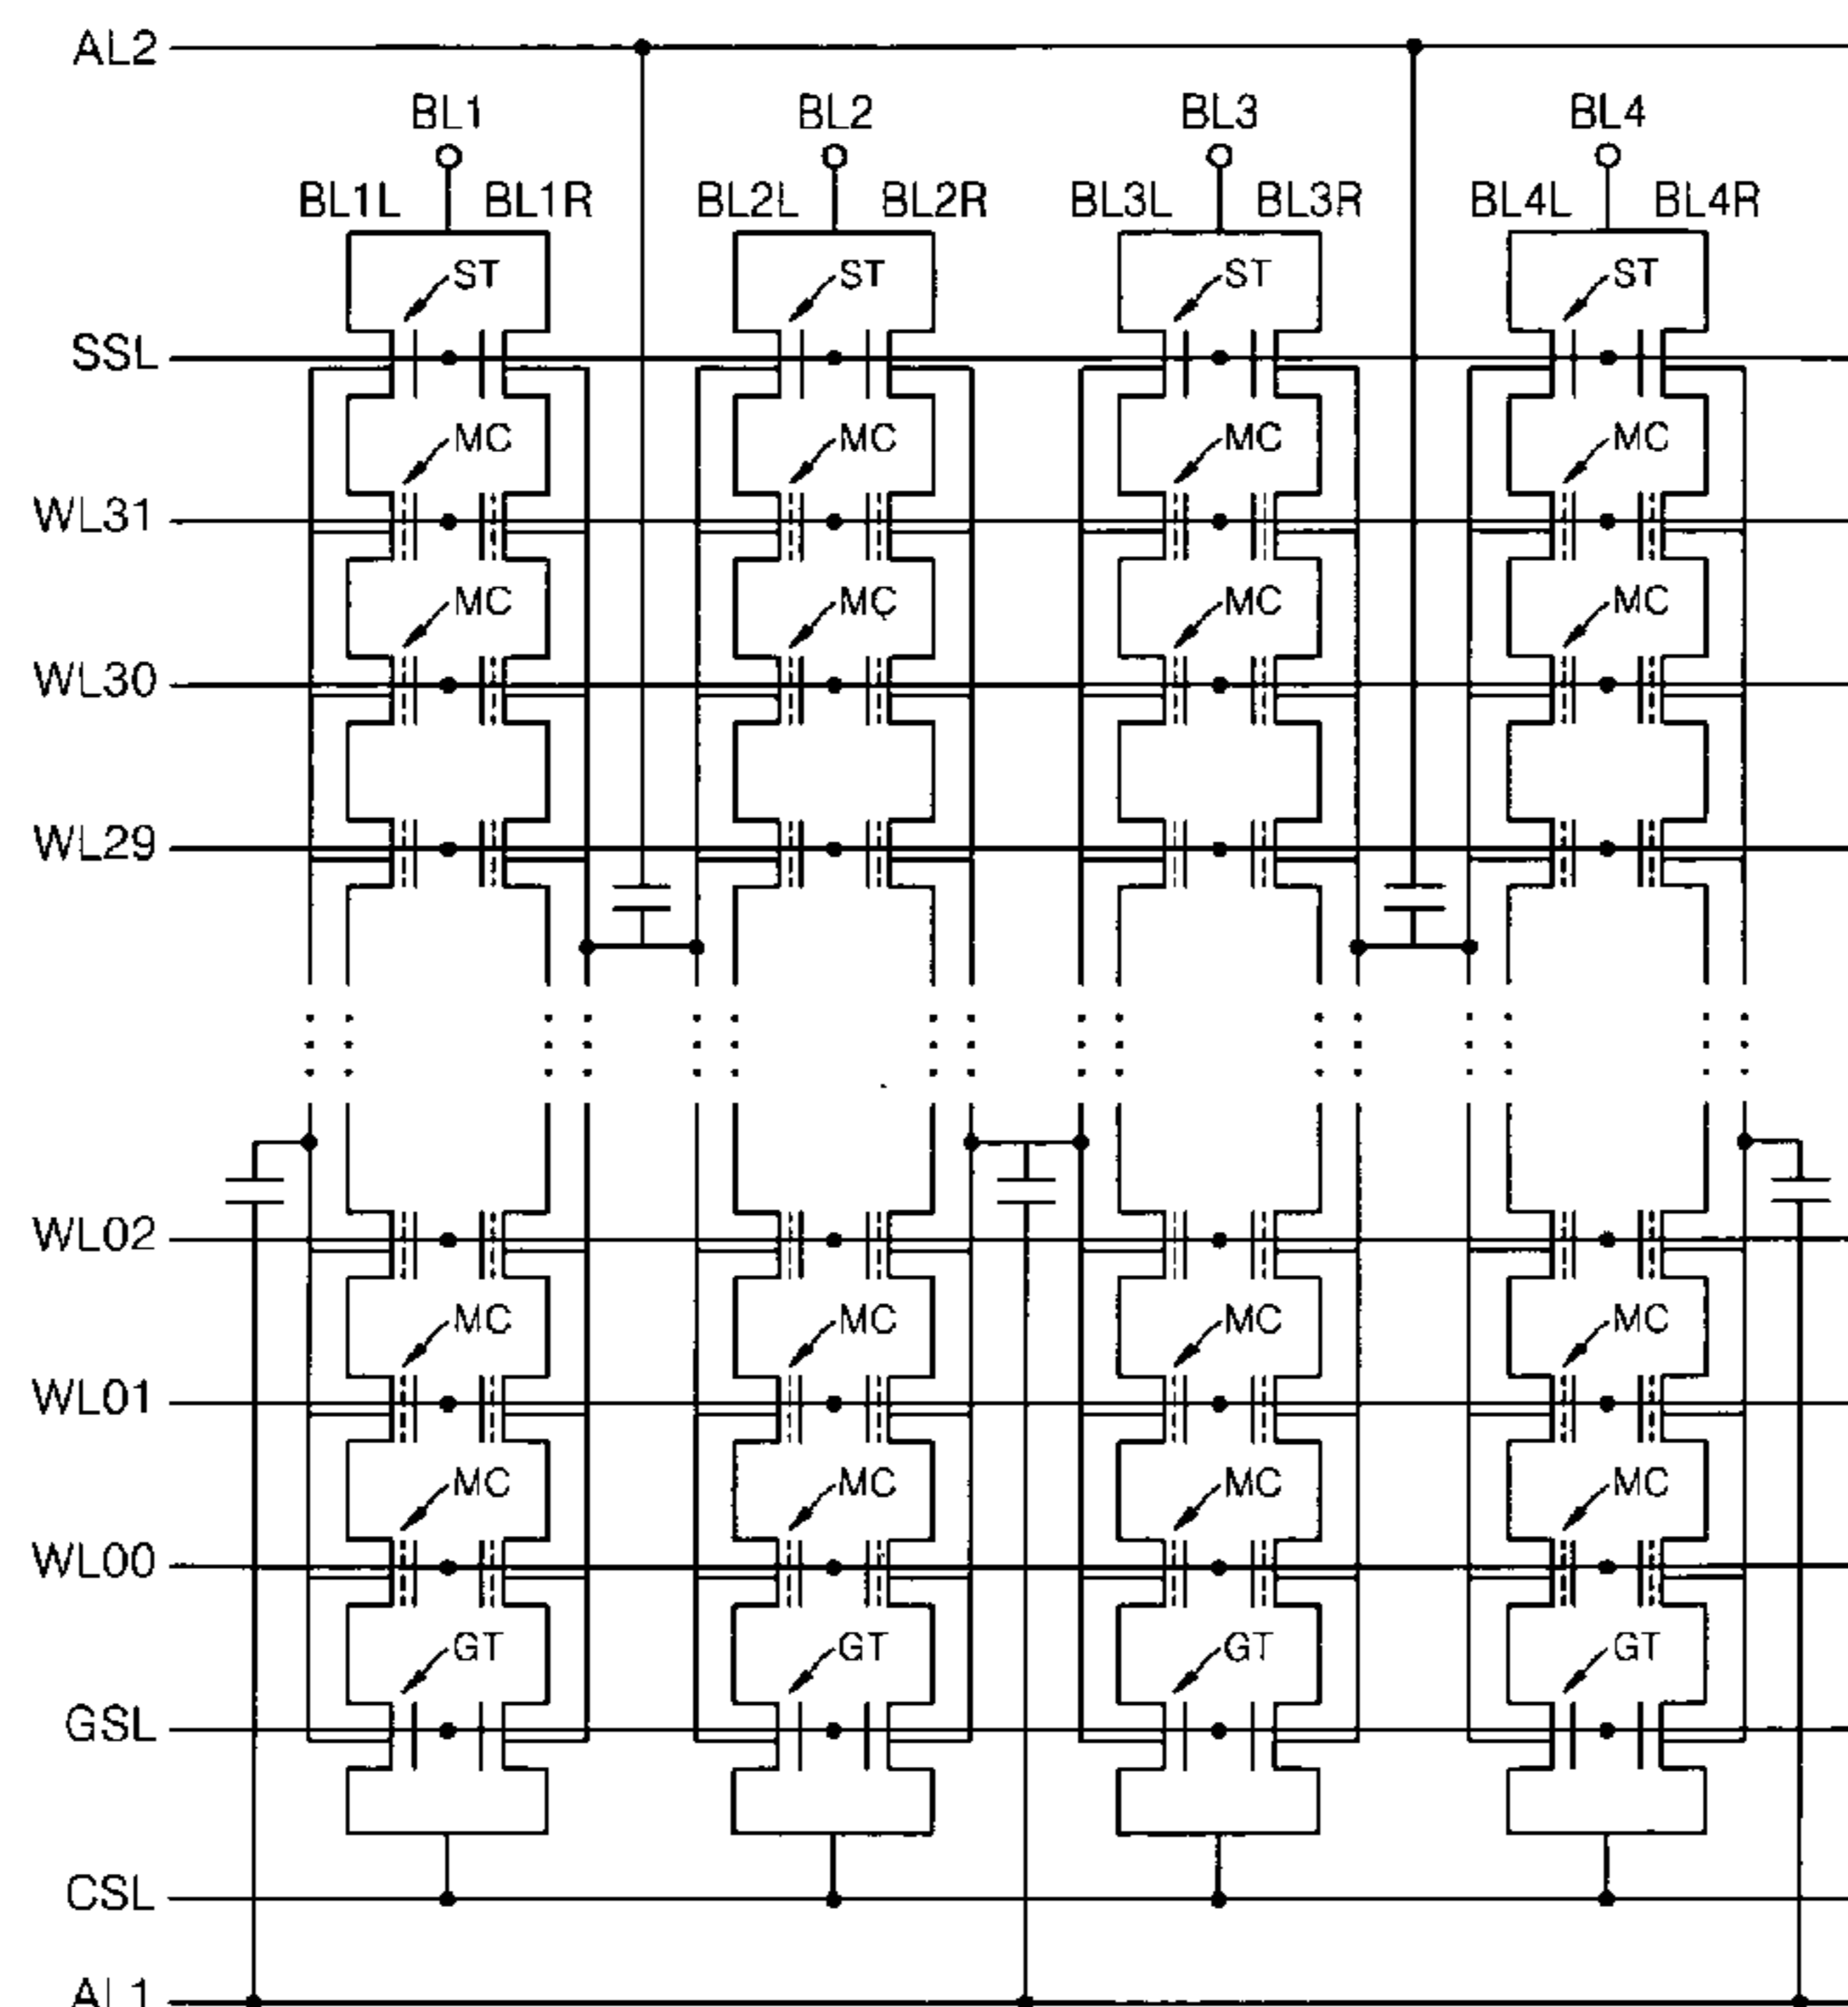 AL2
BL1 BL2 BL3 BL4
BL1L BL1R BL2L BL2R BL3L BL3R BL4L BL4R
ST ST ST ST
SSL
MC MC MC MC
WL31
MC MC MC MC
WL30
WL29
WL02
MC MC MC MC
WL01
MC MC MC MC
WL00
GT GT GT GT
GSL
CSL
AL1